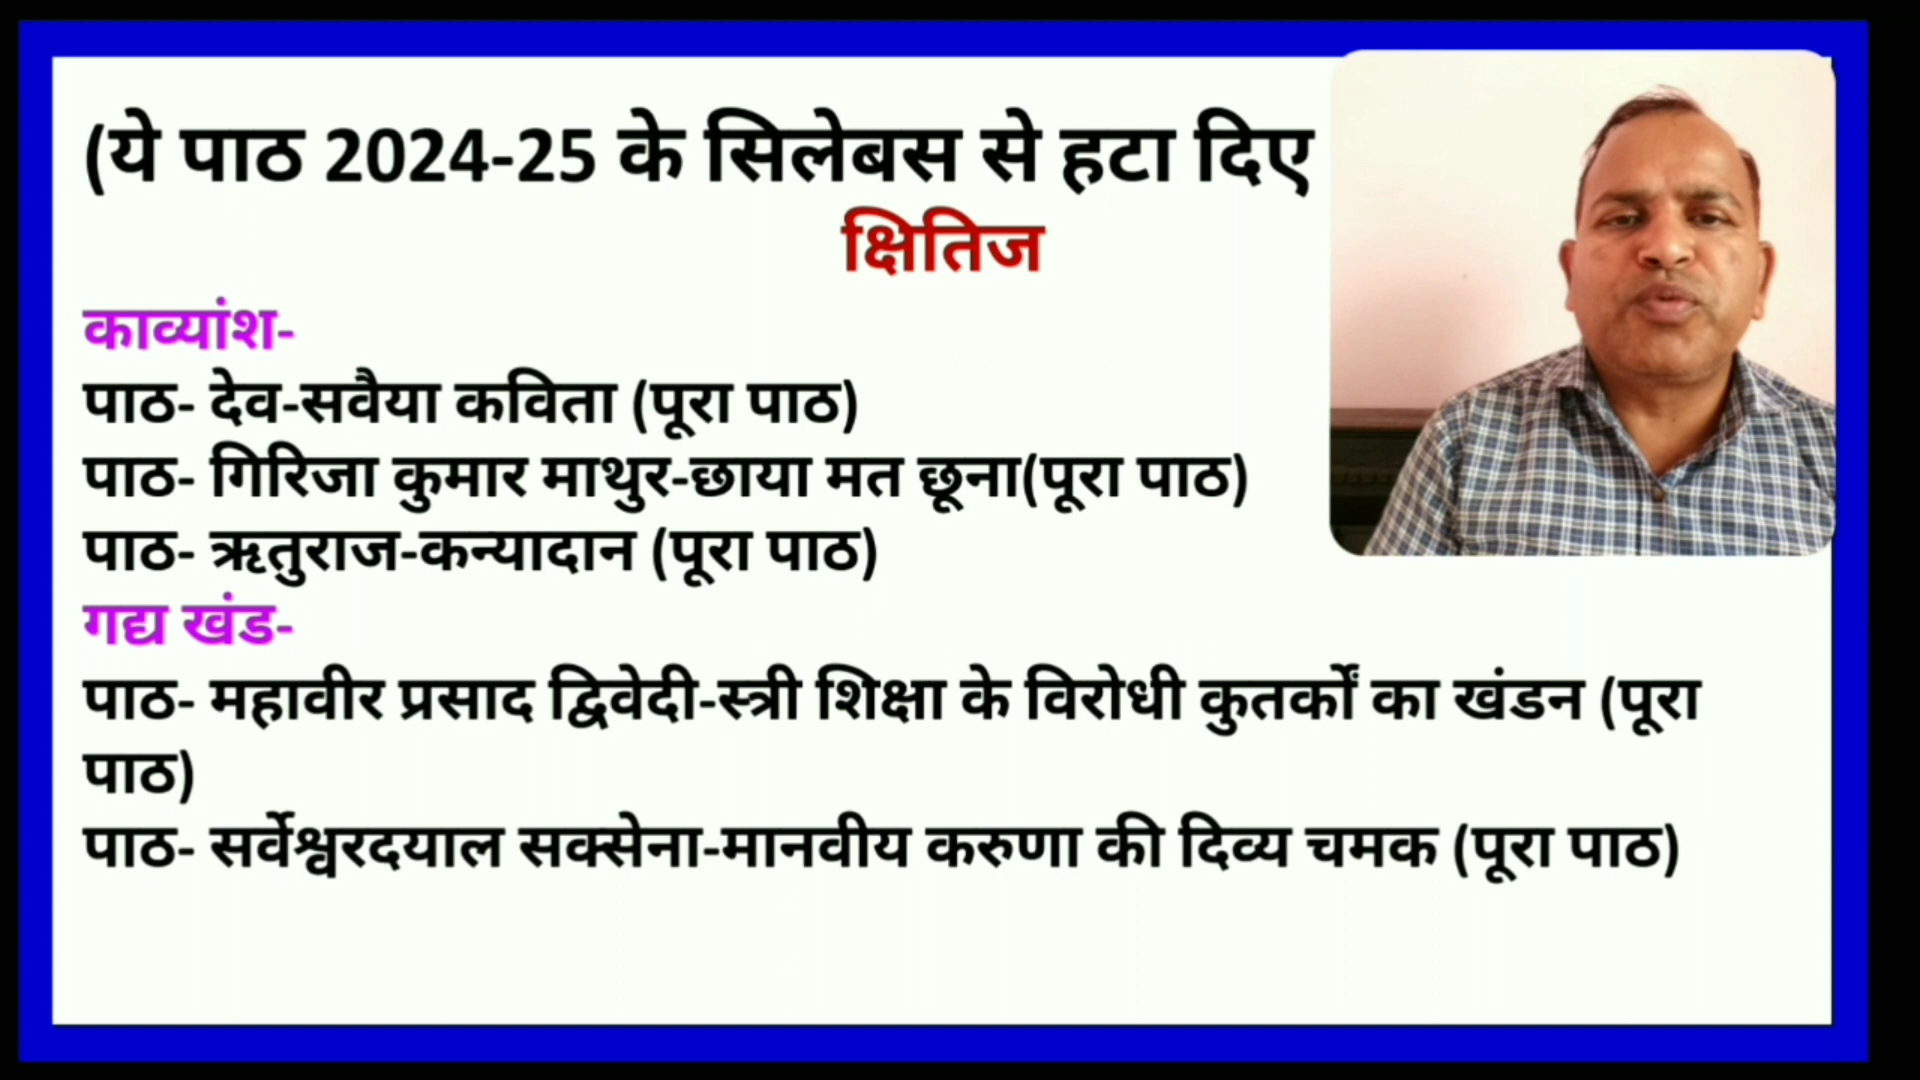 (ये पाठ 2024-25 के सिलेबस से हटा दिए
क्षितिज
काव्यांश-
पाठ- देव-सवैया कविता (पूरा पाठ)
पाठ- गिरिजा कुमार माथुर-छाया मत छूना(पूरा पाठ)
पाठ- ऋतुराज-कन्यादान (पूरा पाठ)
गद्य खंड-
पाठ- महावीर प्रसाद द्विवेदी-स्त्री शिक्षा के विरोधी कुतर्कों का खंडन (पूरा
पाठ)
पाठ- सर्वेश्वरदयाल सक्सेना-मानवीय करुणा की दिव्य चमक (पूरा पाठ)